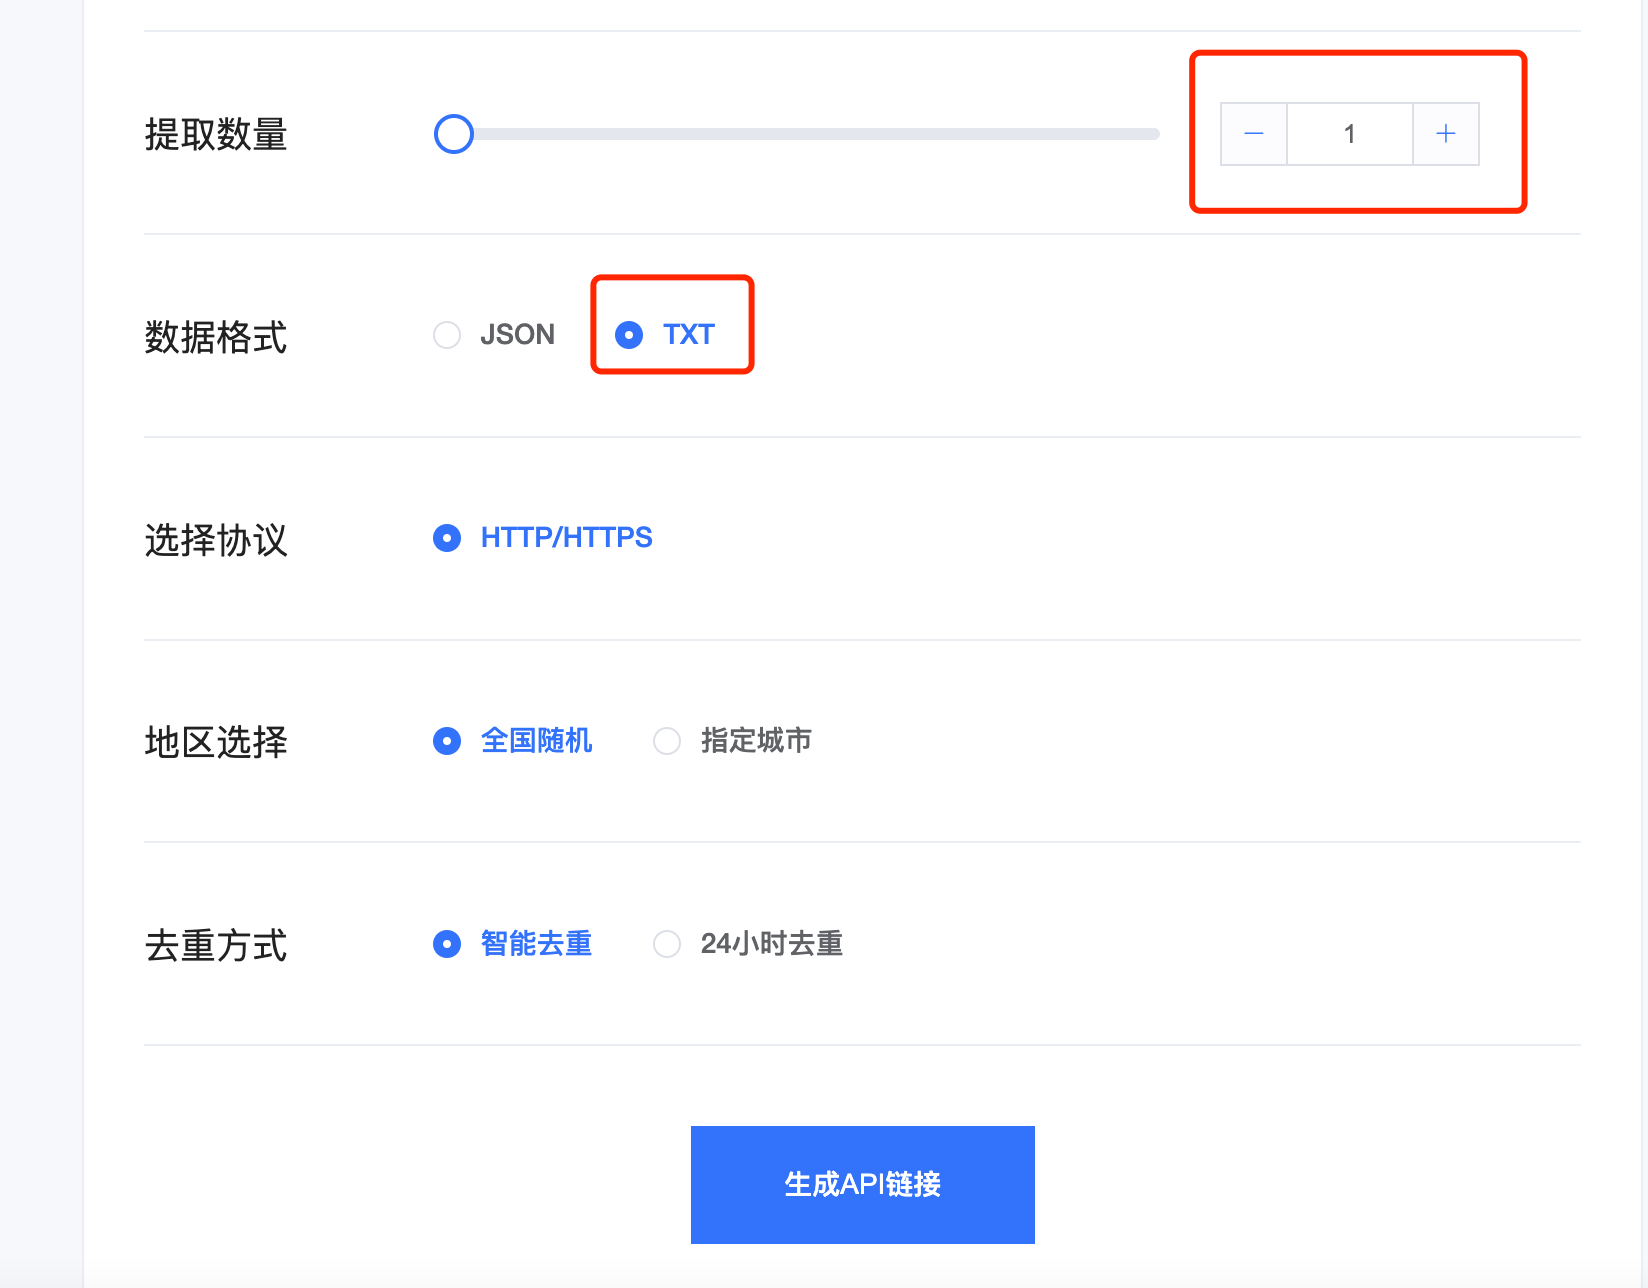 提取数量 1
数据格式 JSON TXT
选择协议 HTTP/HTTPS
地区选择 全国随机 指定城市
去重方式 智能去重 24小时去重
生成API链接